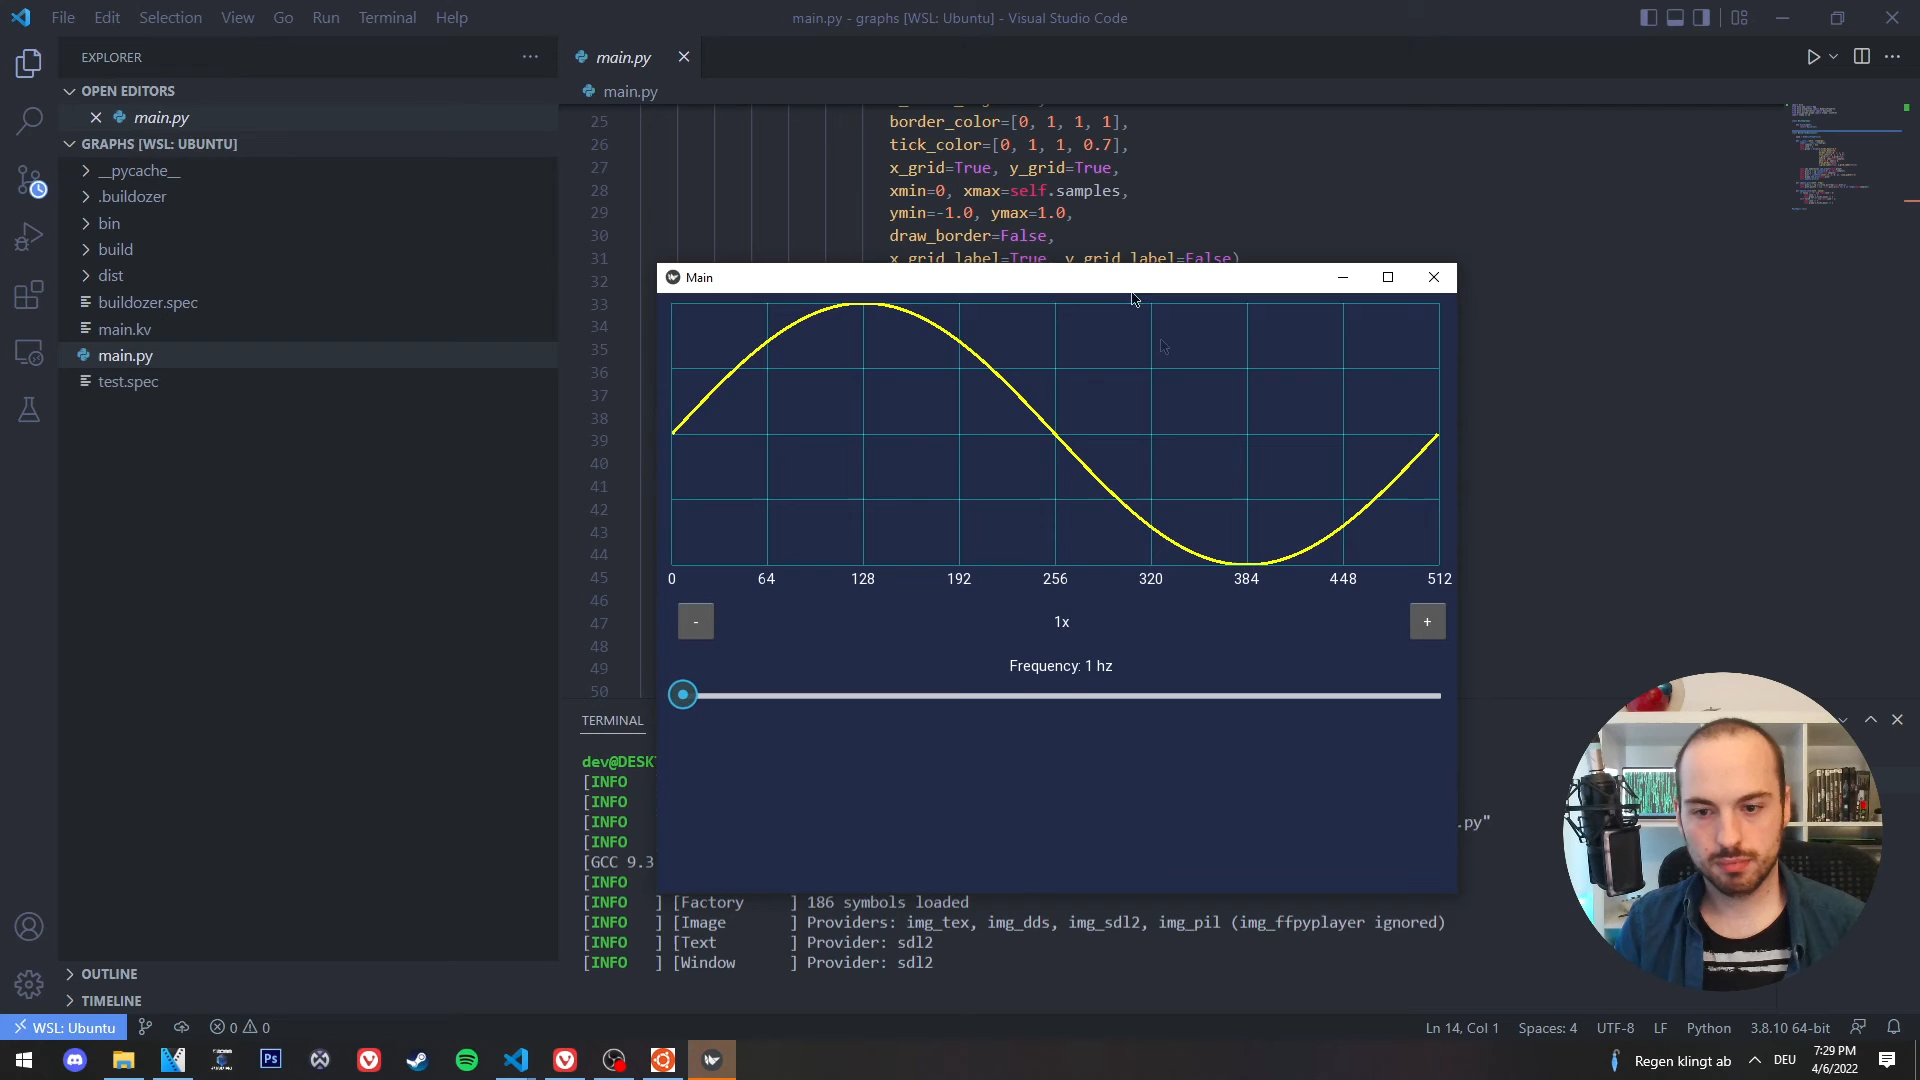 File Edit Selection View Go Run Terminal Help
main.py - graphs [WSL: Ubuntu] - Visual Studio Code
EXPLORER
OPEN EDITORS
main.py
GRAPHS [WSL: UBUNTU]
__pycache__
.buildozer
bin
build
dist
buildozer.spec
main.kv
main.py
test.spec
OUTLINE
TIMELINE
main.py
main.py
25 border_color=[0, 1, 1, 1],
26 tick_color=[0, 1, 1, 0.7],
27 x_grid=True, y_grid=True,
28 xmin=0, xmax=self.samples,
29 ymin=-1.0, ymax=1.0,
30 draw_border=False,
31 x_grid_label=True, y_grid_label=False)
32
33
34
35
36
37
38
39
40
41
42
43
44
45
46
47
48
49
50
Main
0 64 128 192 256 320 384 448 512
- 1x +
Frequency: 1 hz
TERMINAL
dev@DESK
[INFO
[INFO
[INFO .py"
[INFO
[GCC 9.3
[INFO
[INFO ] [Factory ] 186 symbols loaded
[INFO ] [Image ] Providers: img_tex, img_dds, img_sdl2, img_pil (img_ffpyplayer ignored)
[INFO ] [Text ] Provider: sdl2
[INFO ] [Window ] Provider: sdl2
WSL: Ubuntu 0 0 Ln 14, Col 1 Spaces: 4 UTF-8 LF Python 3.8.10 64-bit
Ps
Regen klingt ab DEU 7:29 PM
4/6/2022